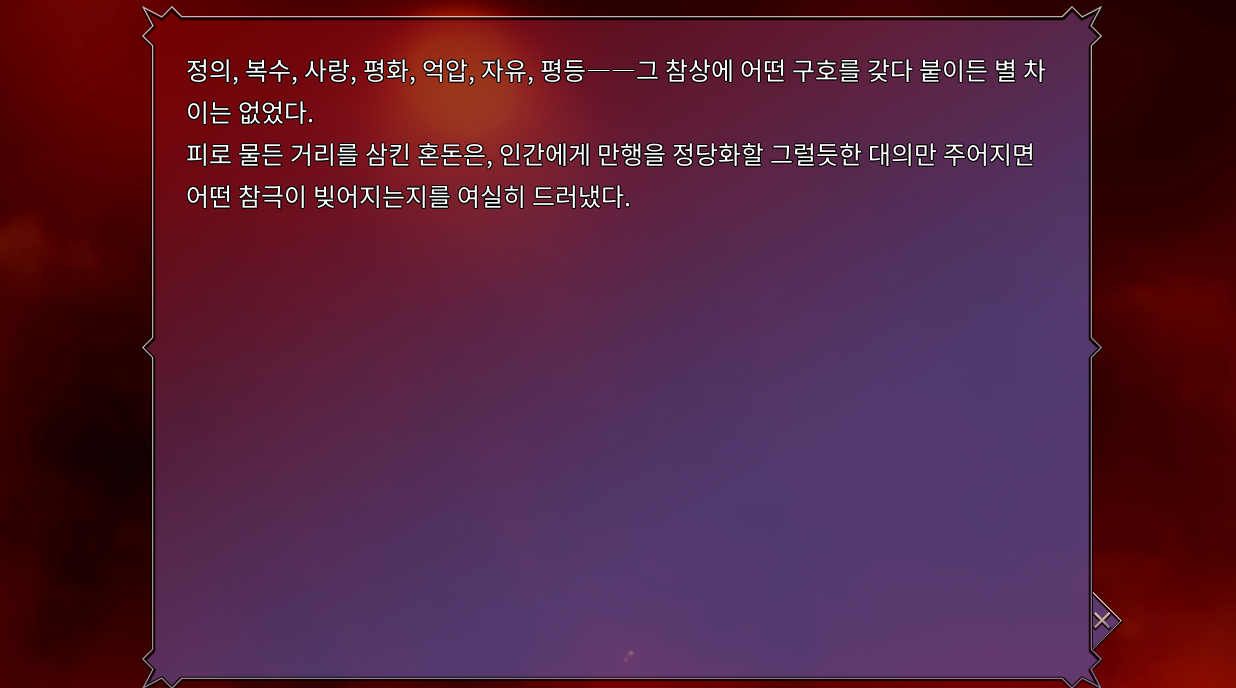 정의, 복수, 사랑, 평화, 억압, 자유, 평등――그 참상에 어떤 구호를 갖다 붙이든 별 차
이는 없었다.
피로 물든 거리를 삼킨 혼돈은, 인간에게 만행을 정당화할 그럴듯한 대의만 주어지면
어떤 참극이 빚어지는지를 여실히 드러냈다.